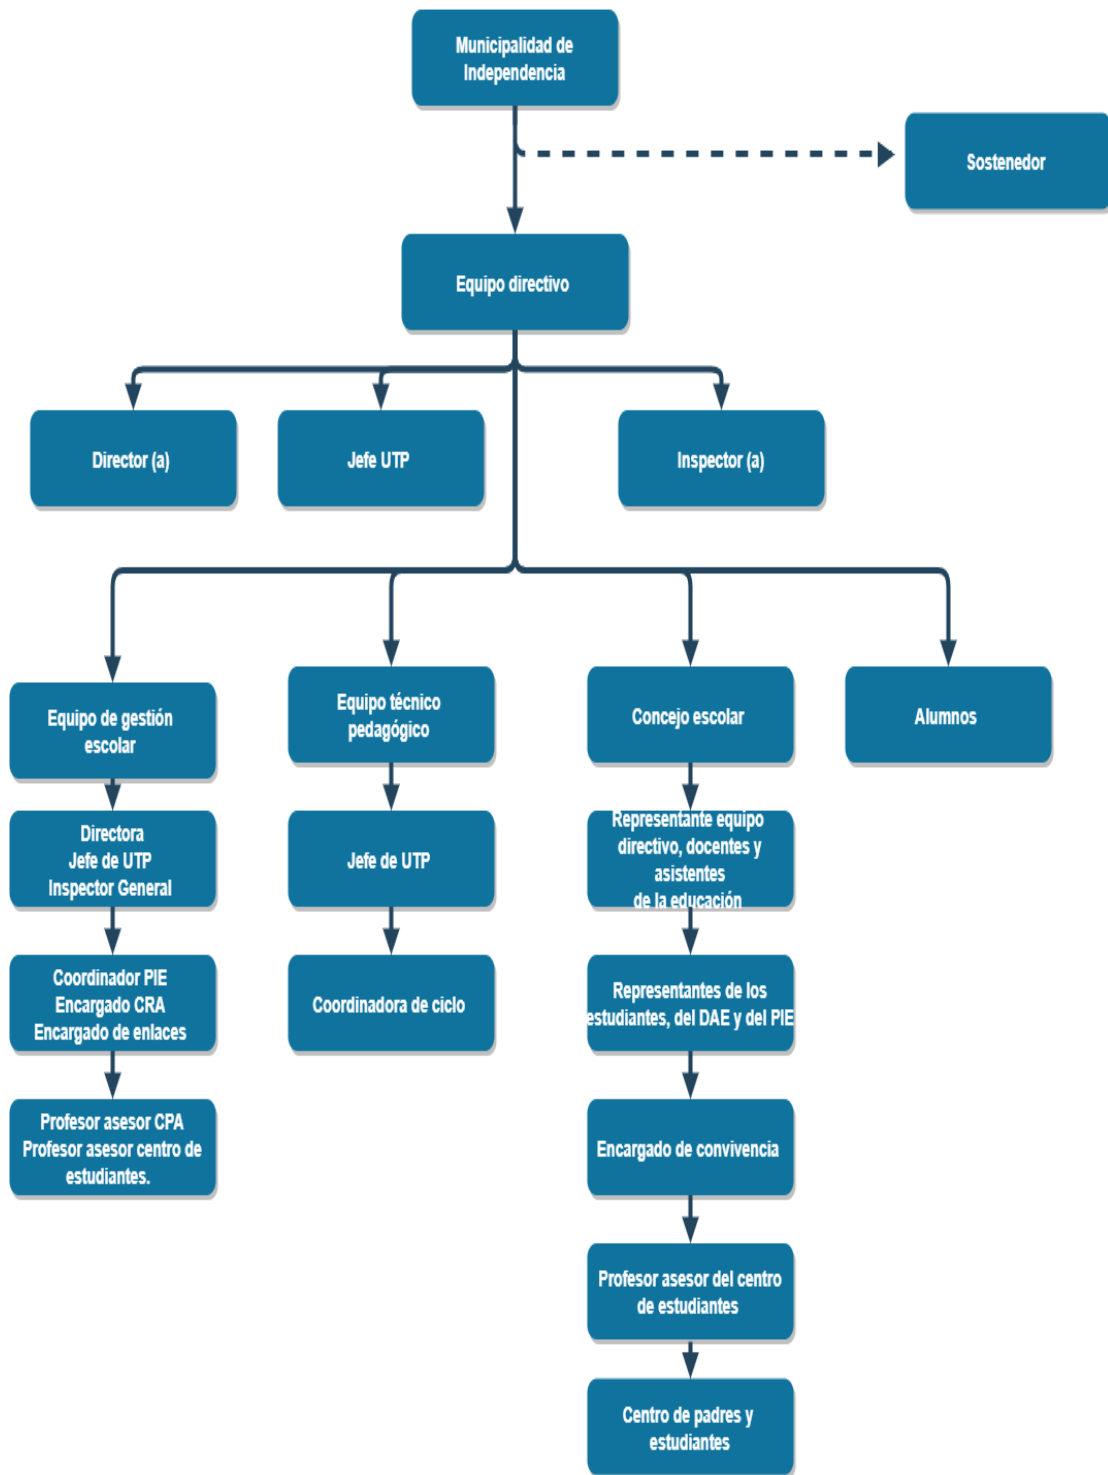 Municipalidad de
Independencia
Sostenedor
Equipo directivo
Director (a)
Jefe UTP
Inspector (a)
Equipo de gestión
escolar
Equipo técnico
pedagógico
Concejo escolar
Alumnos
Directora
Jefe de UTP
Inspector General
Jefe de UTP
Representante equipo
directivo, docentes y
asistentes
de la educación
Coordinador PIE
Encargado CRA
Encargado de enlaces
Coordinadora de ciclo
Representantes de los
estudiantes, del DAE y del PIE
Profesor asesor CPA
Profesor asesor centro de
estudiantes.
Encargado de convivencia
Profesor asesor del centro
de estudiantes
Centro de padres y
estudiantes